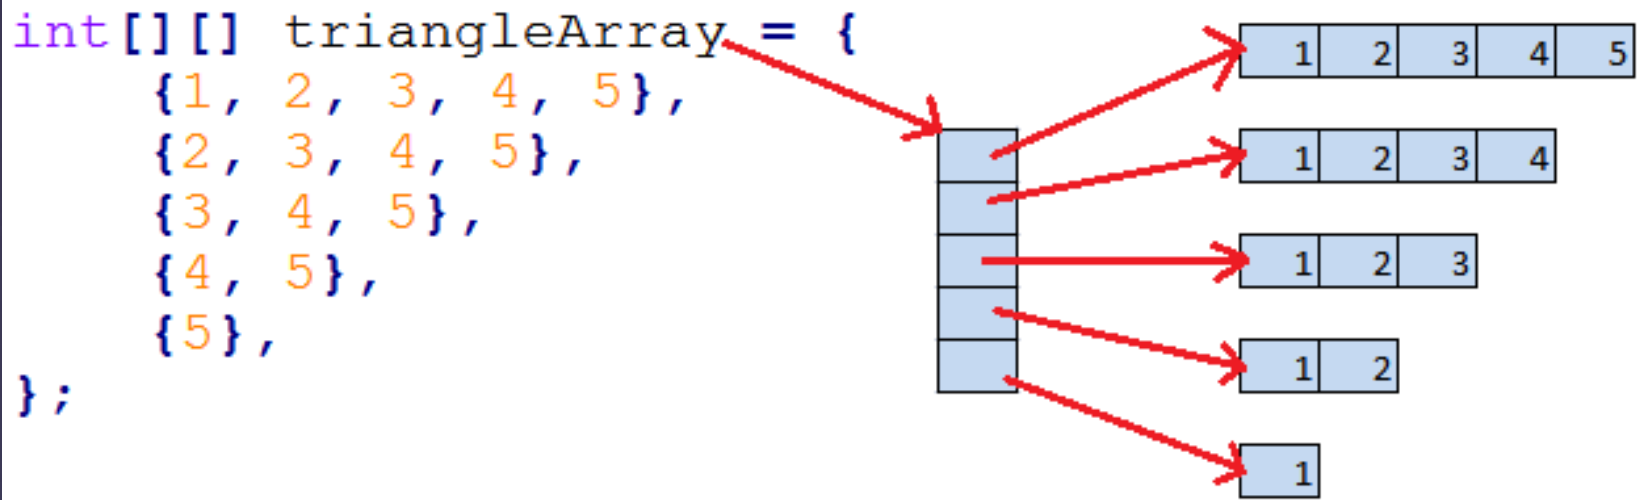 int[][] triangleArray = {
{1, 2, 3, 4, 5},
{2, 3, 4, 5},
{3, 4, 5},
{4, 5},
{5},
};
1 2 3 4 5
1 2 3 4
1 2 3
1 2
1